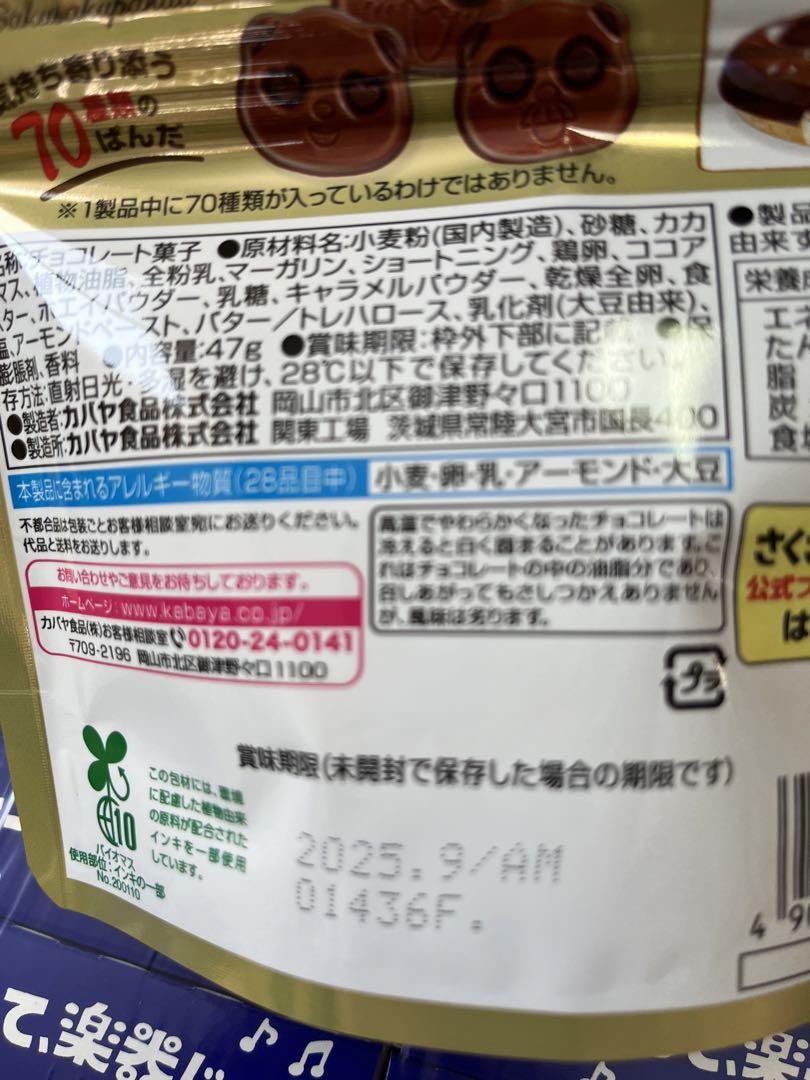 Sakusakupanda
気持ち寄り添う
70種類の
ぱんだ
※1製品中に70種類が入っているわけではありません。
名称:チョコレート菓子 ●原材料名:小麦粉(国内製造)、砂糖、カカ
マス、植物油脂、全粉乳、マーガリン、ショートニング、鶏卵、ココア
ター、ホエイパウダー、乳糖、キャラメルパウダー、乾燥全卵、食
塩、アーモンドペースト、バター/トレハロース、乳化剤(大豆由来)、
膨脹剤、香料 ●内容量:47g ●賞味期限:枠外下部に記載 ●保
存方法:直射日光・多湿を避け、28℃以下で保存してください。
●製造者:カバヤ食品株式会社 岡山市北区御津野々口1100
●製造所:カバヤ食品株式会社 関東工場 茨城県常陸大宮市国長400
本製品に含まれるアレルギー物質(28品目中) 小麦・卵・乳・アーモンド・大豆
不都合品は包装ごとお客様相談室宛にお送りください。
代品と送料をお送りします。
お問い合わせやご意見をお待ちしております。
ホームページ:www.kabaya.co.jp/
カバヤ食品(株)お客様相談室 0120-24-0141
〒709-2196 岡山市北区御津野々口1100
高温でやわらかくなったチョコレートは
冷えると白く固まることがあります。こ
れはチョコレートの中の油脂分であり、
召しあがってもさしつかえありません
が、風味は劣ります。
プラ
●製品
由来す
栄養成
エネ
たん
脂
炭
食塩
さく
公式
は
賞味期限(未開封で保存した場合の期限です)
2025.9/AM
01436F.
10
バイオマス
使用部位:インキの一部
No.200110
この包材には、環境
に配慮した植物由来
の原料が配合された
インキを一部使用
しています。
4 9
て、楽器
て、楽